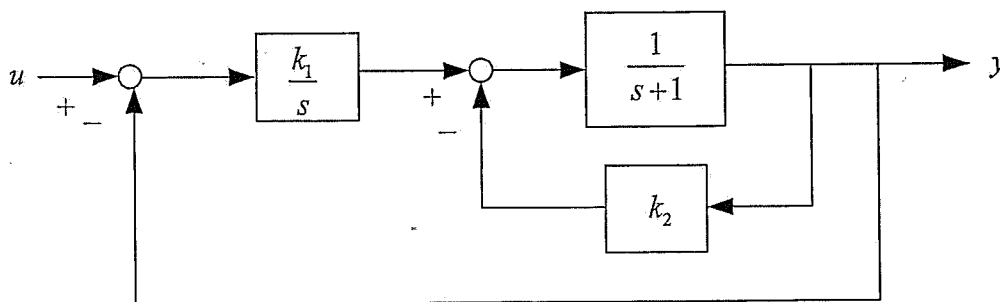 u
+
−
k₁
s
+
−
1
s+1
k₂
y